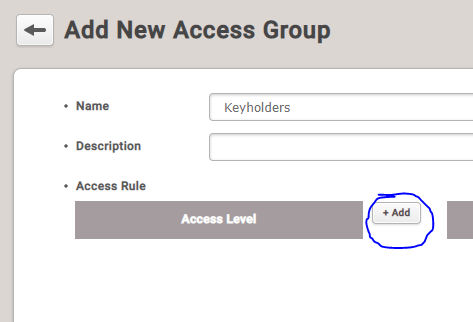 Add New Access Group
• Name
Keyholders
• Description
• Access Rule
Access Level
+ Add